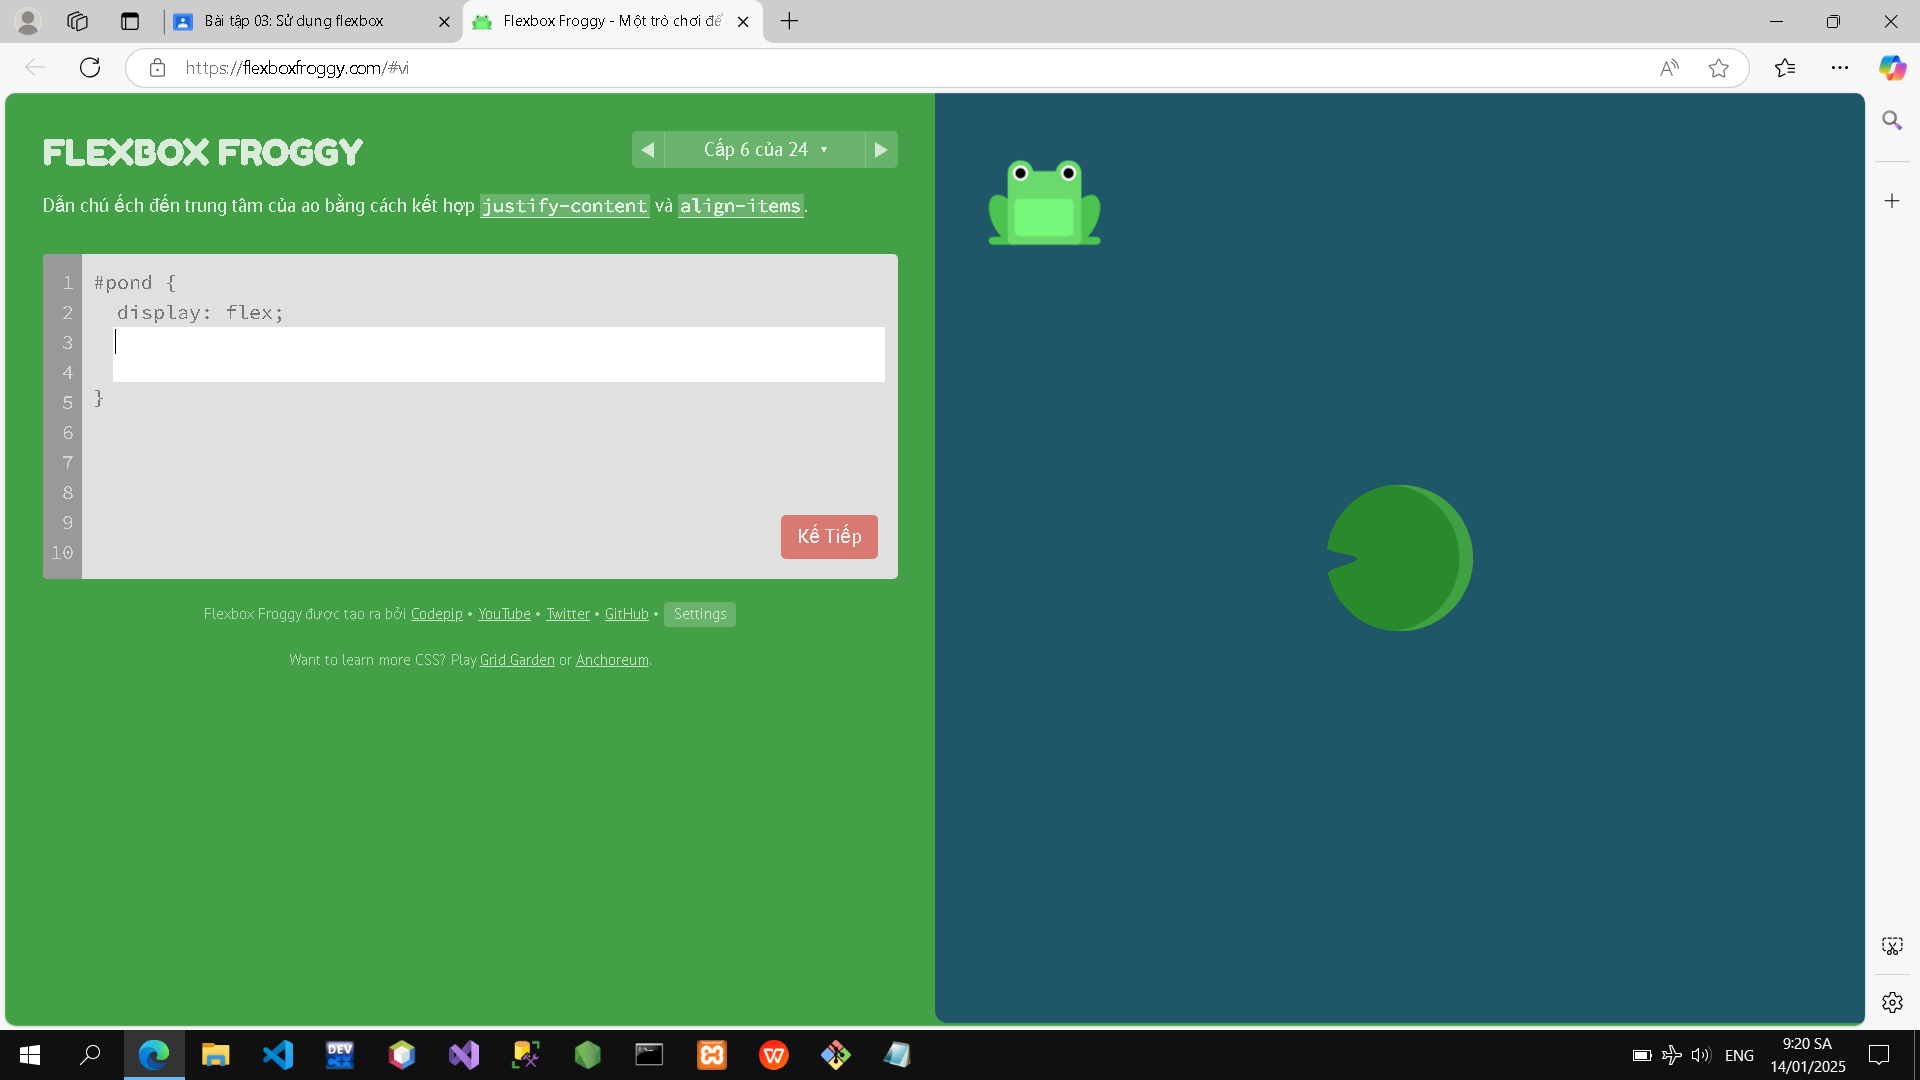 Bài tập 03: Sử dụng flexbox
Flexbox Froggy - Một trò chơi để
https://flexboxfroggy.com/#vi
FLEXBOX FROGGY
Cấp 6 của 24
Dẫn chú ếch đến trung tâm của ao bằng cách kết hợp justify-content và align-items.
1 #pond {
2 display: flex;
3
4
5 }
6
7
8
9
10
Kế Tiếp
Flexbox Froggy được tạo ra bởi Codepip • YouTube • Twitter • GitHub • Settings
Want to learn more CSS? Play Grid Garden or Anchoreum.
DEV
C++
ENG
9:20 SA
14/01/2025